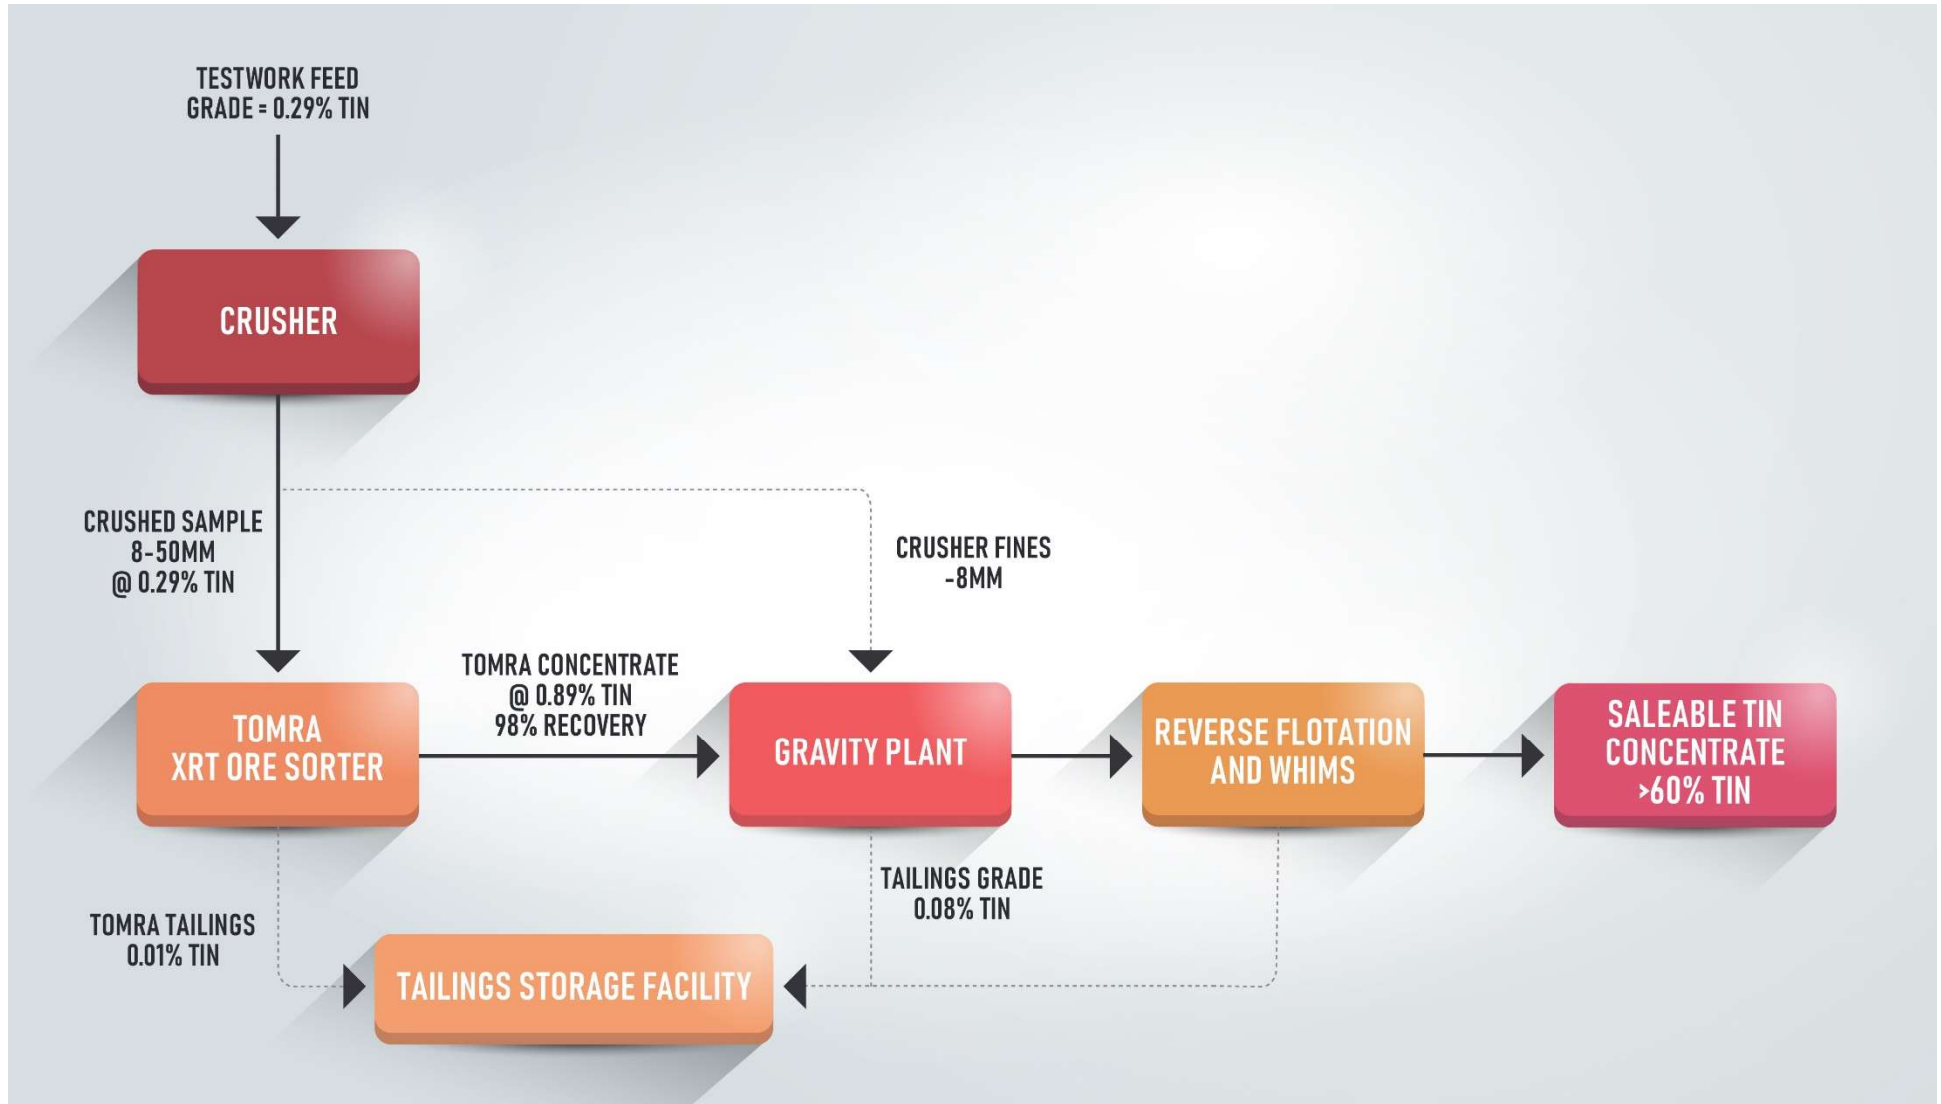 TESTWORK FEED
GRADE = 0.29% TIN
CRUSHER
CRUSHED SAMPLE
8-50MM
@ 0.29% TIN
CRUSHER FINES
-8MM
TOMRA
XRT ORE SORTER
TOMRA CONCENTRATE
@ 0.89% TIN
98% RECOVERY
GRAVITY PLANT
REVERSE FLOTATION
AND WHIMS
SALEABLE TIN
CONCENTRATE
>60% TIN
TOMRA TAILINGS
0.01% TIN
TAILINGS GRADE
0.08% TIN
TAILINGS STORAGE FACILITY